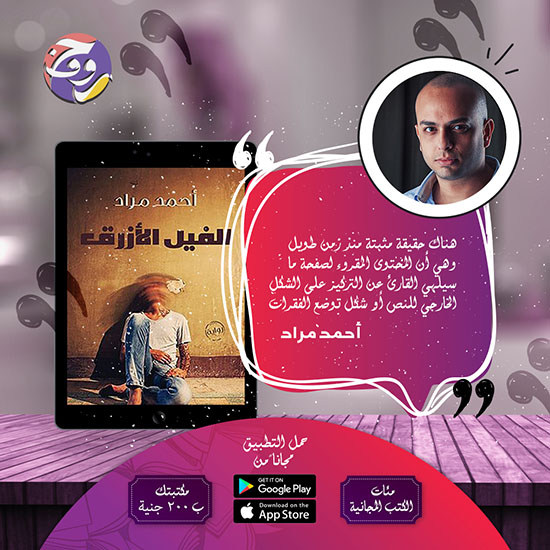 رفوف
أحمد مراد
الفيل الأزرق
رواية
هناك حقيقة مثبتة منذ زمن طويل
وهي أن المحتوى المقروء لصفحة ما
سيلهي القارئ عن التركيز على الشكل
الخارجي للنص أو شكل توضع الفقرات
أحمد مراد
حمل التطبيق
مجاناً من
مكتبتك
ب ٢٠٠ جنية
GET IT ON
Google Play
Download on the
App Store
مئات
الكتب المجانية